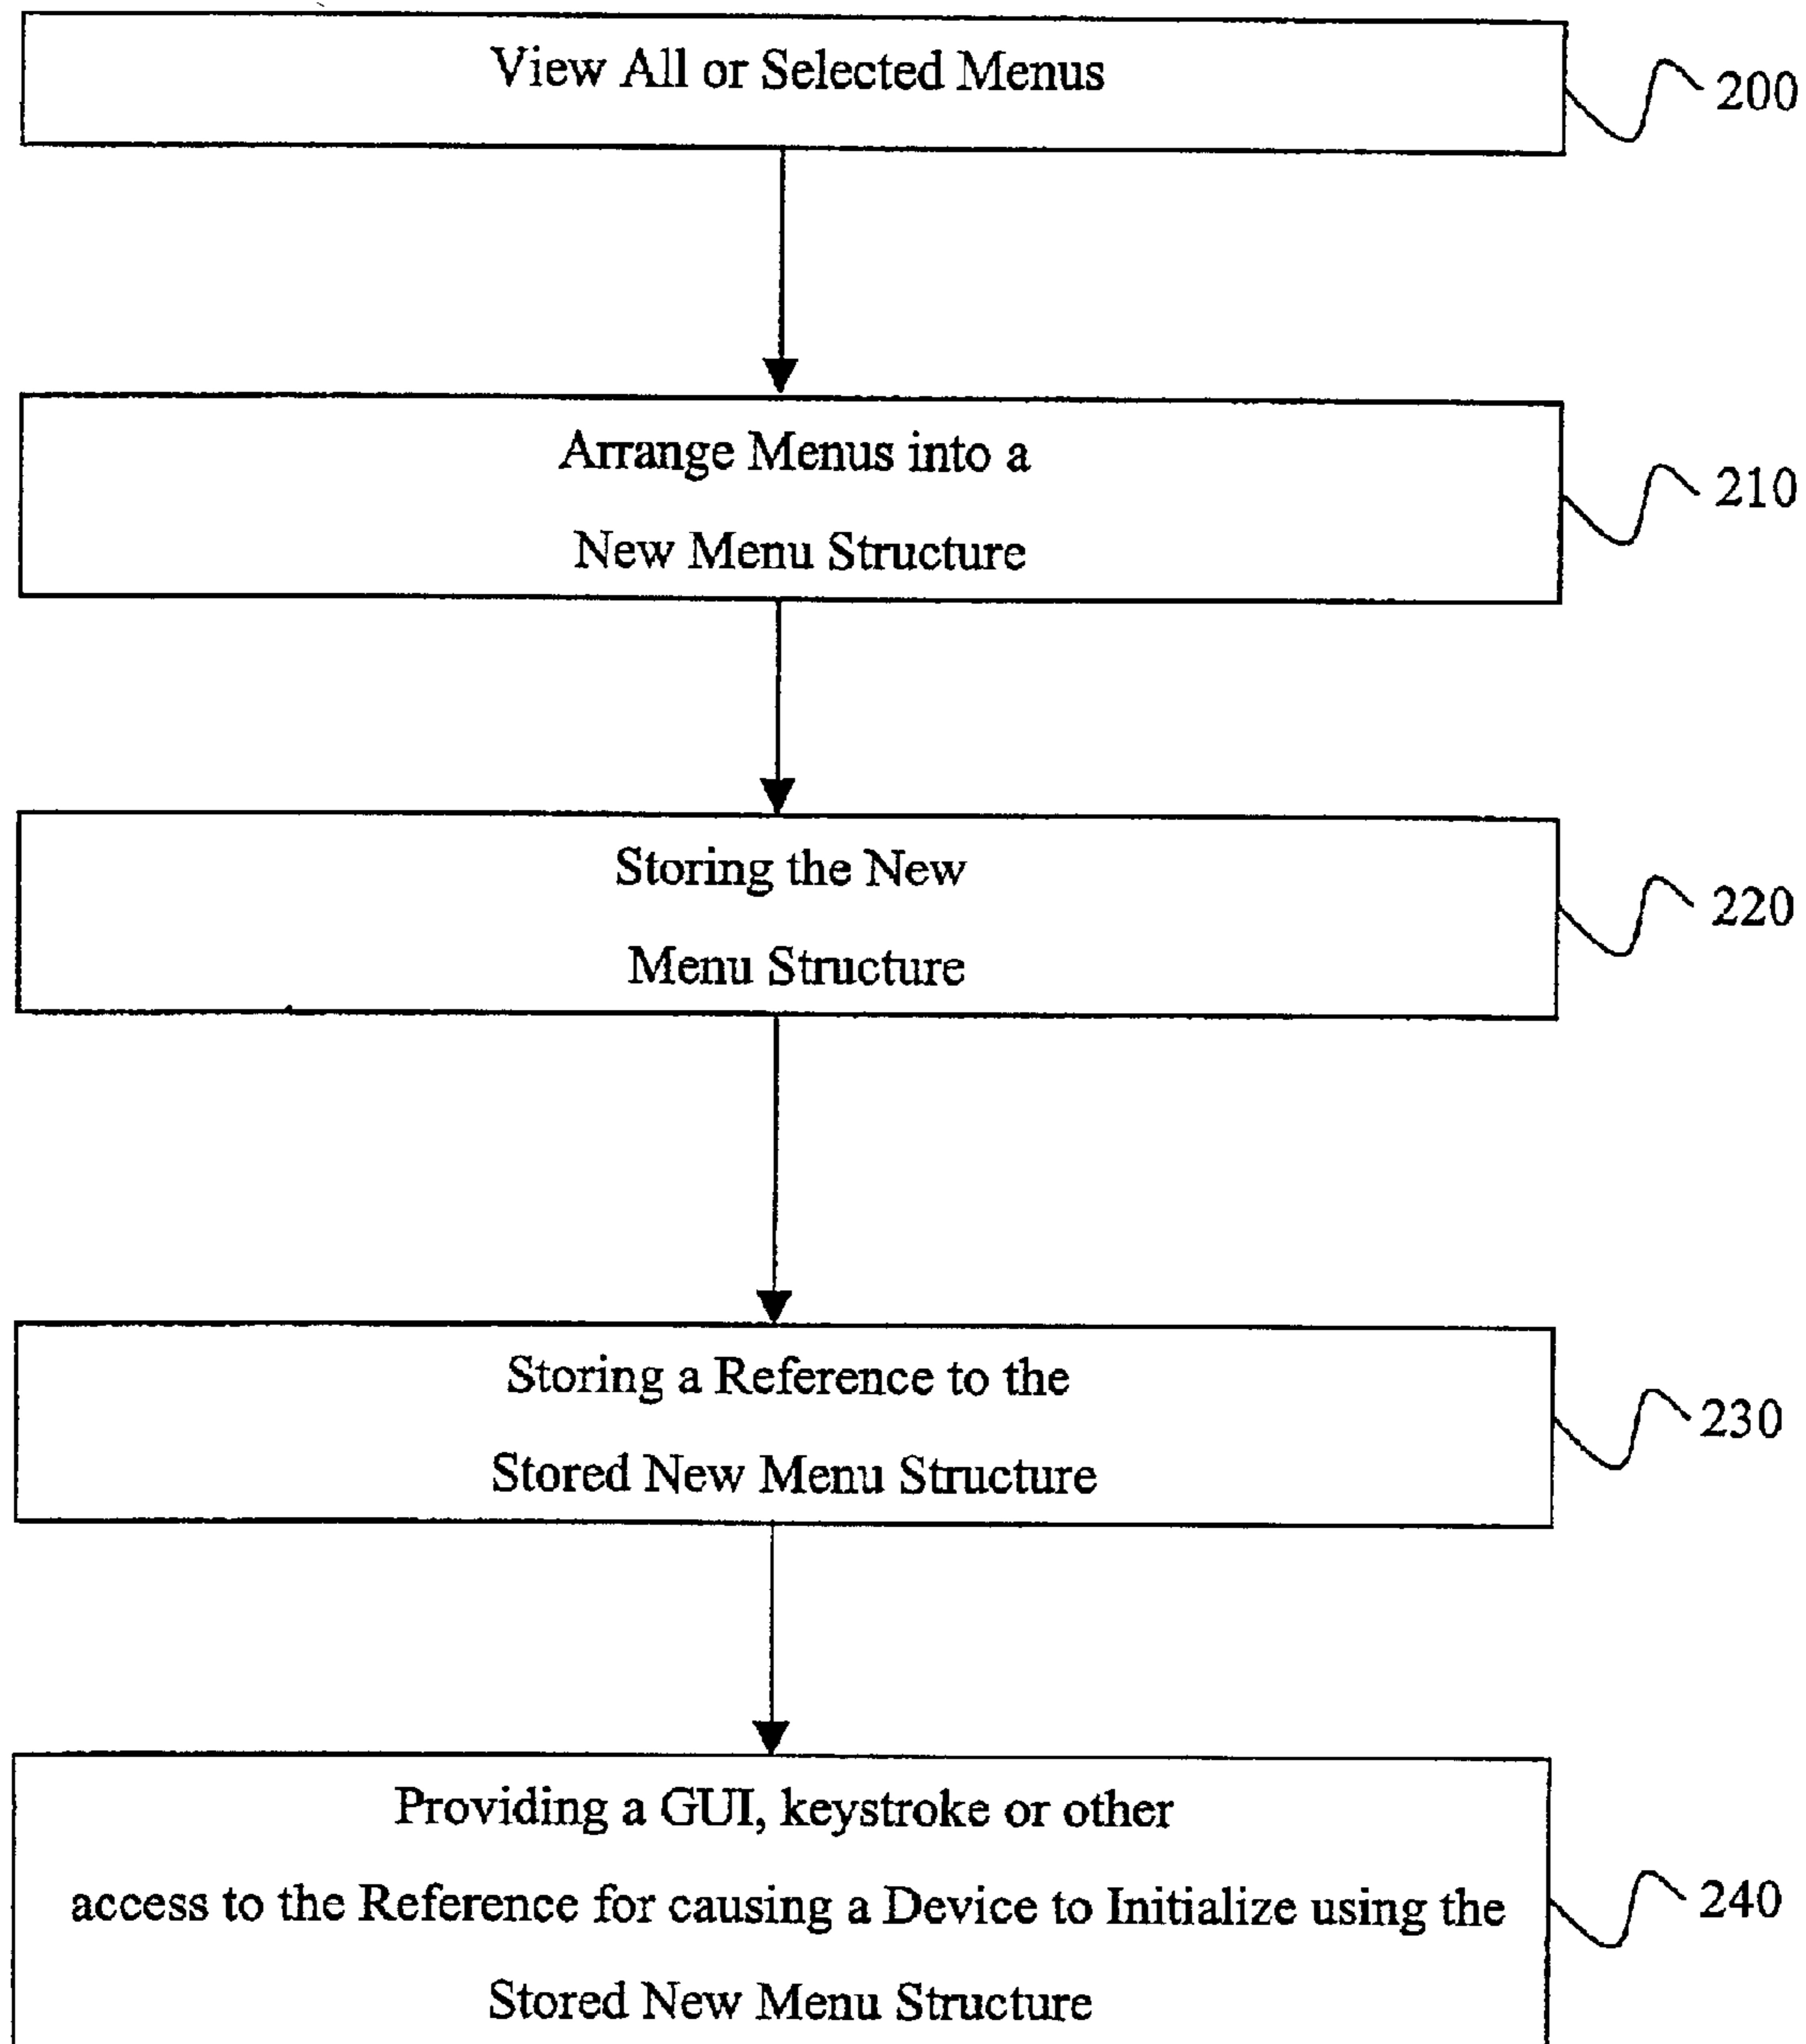 View All or Selected Menus
200
Arrange Menus into a
New Menu Structure
210
Storing the New
Menu Structure
220
Storing a Reference to the
Stored New Menu Structure
230
Providing a GUI, keystroke or other
access to the Reference for causing a Device to Initialize using the
Stored New Menu Structure
240